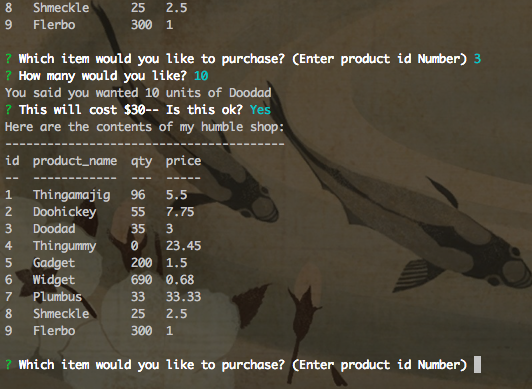 8   Shmeckle      25   2.5
9   Flerbo        300  1
? Which item would you like to purchase? (Enter product id Number) 3
? How many would you like? 10
You said you wanted 10 units of Doodad
? This will cost $30-- Is this ok? Yes
Here are the contents of my humble shop:
------------------------------------
id  product_name  qty  price
--  ------------  ---  -----
1   Thingamajig   96   5.5
2   Doohickey     55   7.75
3   Doodad        35   3
4   Thingummy     0    23.45
5   Gadget        200  1.5
6   Widget        690  0.68
7   Plumbus       33   33.33
8   Shmeckle      25   2.5
9   Flerbo        300  1
? Which item would you like to purchase? (Enter product id Number)